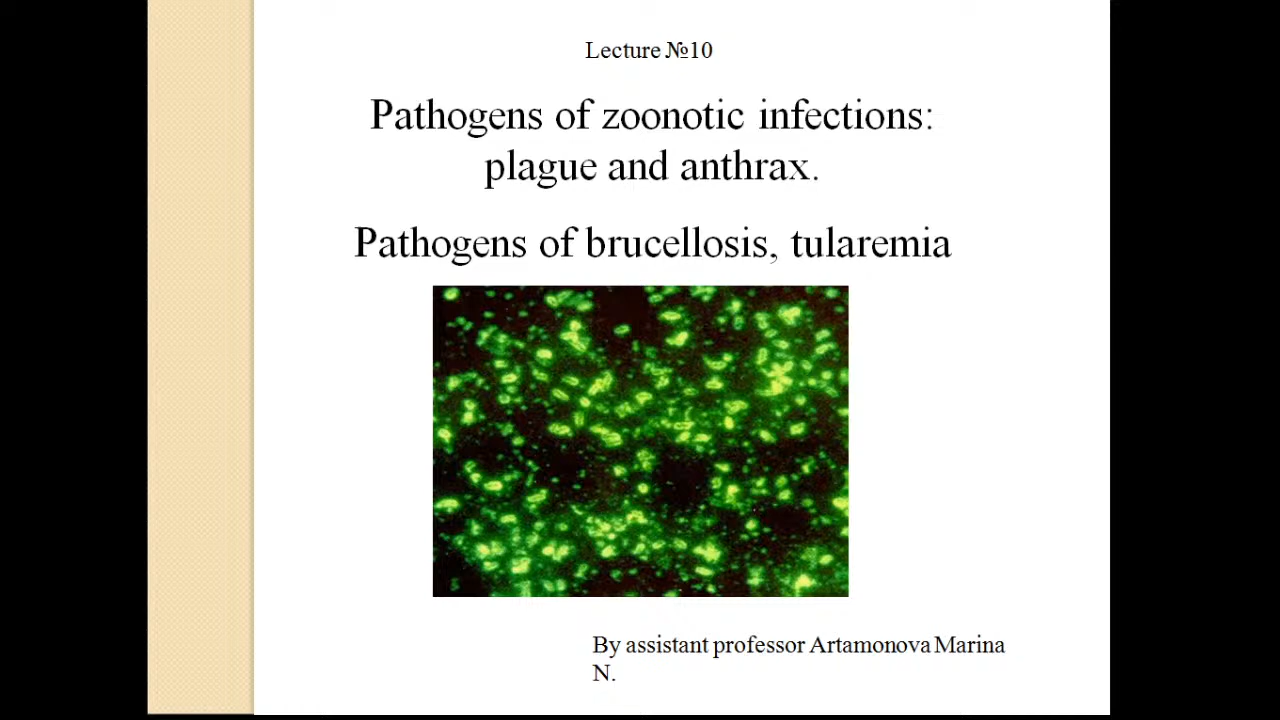 Lecture №10
Pathogens of zoonotic infections:
plague and anthrax.
Pathogens of brucellosis, tularemia
By assistant professor Artamonova Marina
N.